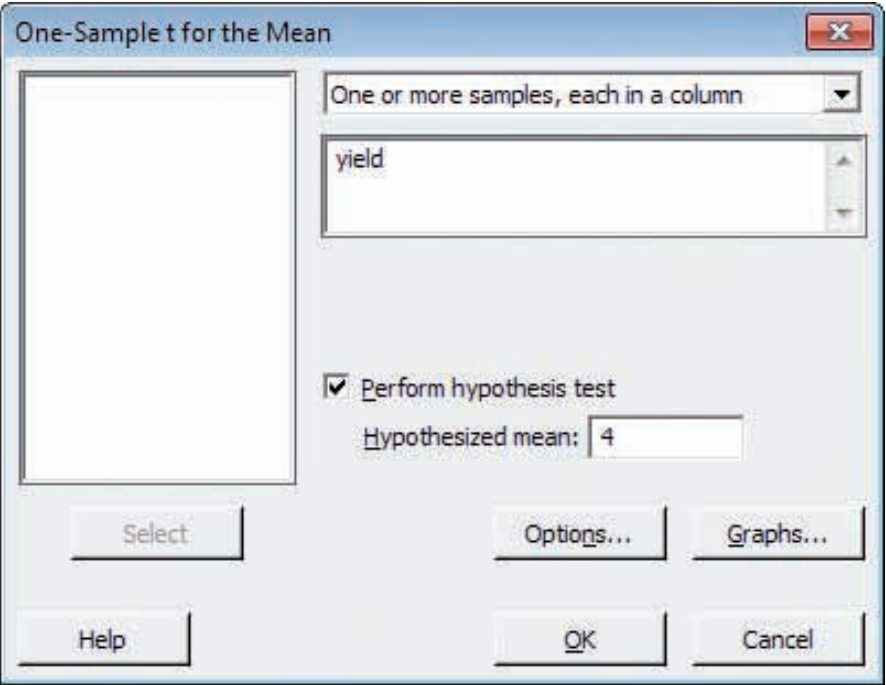 One-Sample t for the Mean
One or more samples, each in a column
yield
Perform hypothesis test
Hypothesized mean: 4
Select
Options...
Graphs...
Help
OK
Cancel